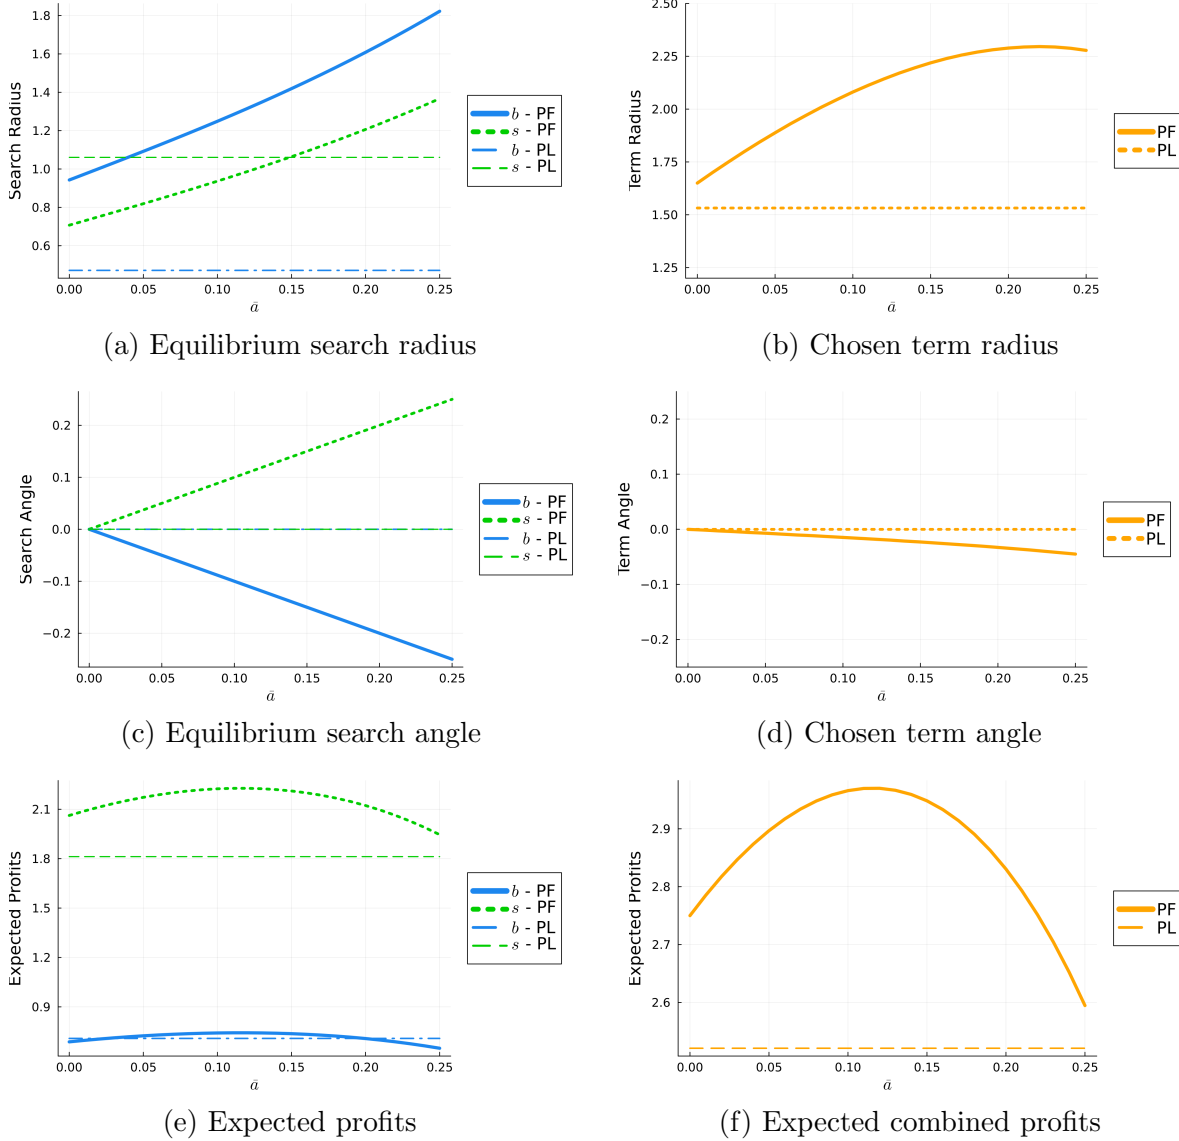 1.8
1.6
1.4
1.2
1.0
0.8
0.6
Search Radius
0.00 0.05 0.10 0.15 0.20 0.25
ā
b - PF
s - PF
b - PL
s - PL
(a) Equilibrium search radius
2.50
2.25
2.00
1.75
1.50
1.25
Term Radius
0.00 0.05 0.10 0.15 0.20 0.25
ā
PF
PL
(b) Chosen term radius
0.2
0.1
0.0
−0.1
−0.2
Search Angle
0.00 0.05 0.10 0.15 0.20 0.25
ā
b - PF
s - PF
b - PL
s - PL
(c) Equilibrium search angle
0.2
0.1
0.0
−0.1
−0.2
Term Angle
0.00 0.05 0.10 0.15 0.20 0.25
ā
PF
PL
(d) Chosen term angle
2.1
1.8
1.5
1.2
0.9
Expected Profits
0.00 0.05 0.10 0.15 0.20 0.25
ā
b - PF
s - PF
b - PL
s - PL
(e) Expected profits
2.9
2.8
2.7
2.6
Expected Profits
0.00 0.05 0.10 0.15 0.20 0.25
ā
PF
PL
(f) Expected combined profits